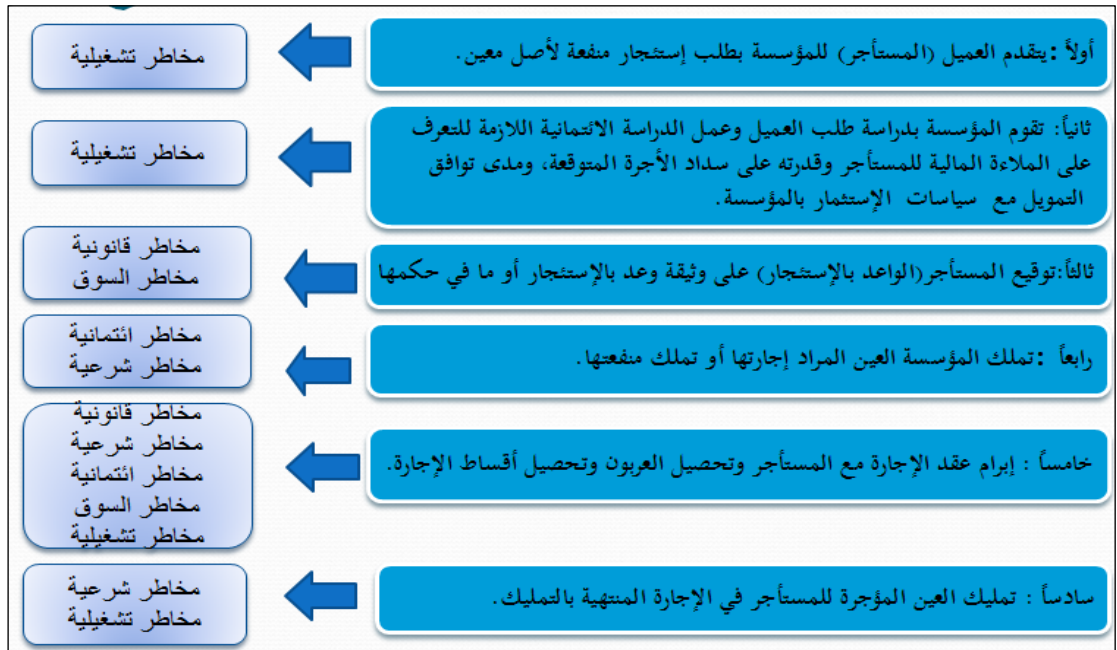 أولاً :يتقدم العميل (المستأجر) للمؤسسة بطلب إستئجار منفعة لأصل معين.
مخاطر تشغيلية
ثانياً: تقوم المؤسسة بدراسة طلب العميل وعمل الدراسة الائتمانية اللازمة للتعرف
على الملاءة المالية للمستأجر وقدرته على سداد الأجرة المتوقعة، ومدى توافق
التمويل مع سياسات الإستثمار بالمؤسسة.
مخاطر تشغيلية
ثالثاً:توقيع المستأجر(الواعد بالإستئجار) على وثيقة وعد بالإستئجار أو ما في حكمها
مخاطر قانونية
مخاطر السوق
رابعاً :تملك المؤسسة العين المراد إجارتها أو تملك منفعتها.
مخاطر ائتمانية
مخاطر شرعية
خامساً : إبرام عقد الإجارة مع المستأجر وتحصيل العربون وتحصيل أقساط الإجارة.
مخاطر قانونية
مخاطر شرعية
مخاطر ائتمانية
مخاطر السوق
مخاطر تشغيلية
سادساً : تمليك العين المؤجرة للمستأجر في الإجارة المنتهية بالتمليك.
مخاطر شرعية
مخاطر تشغيلية